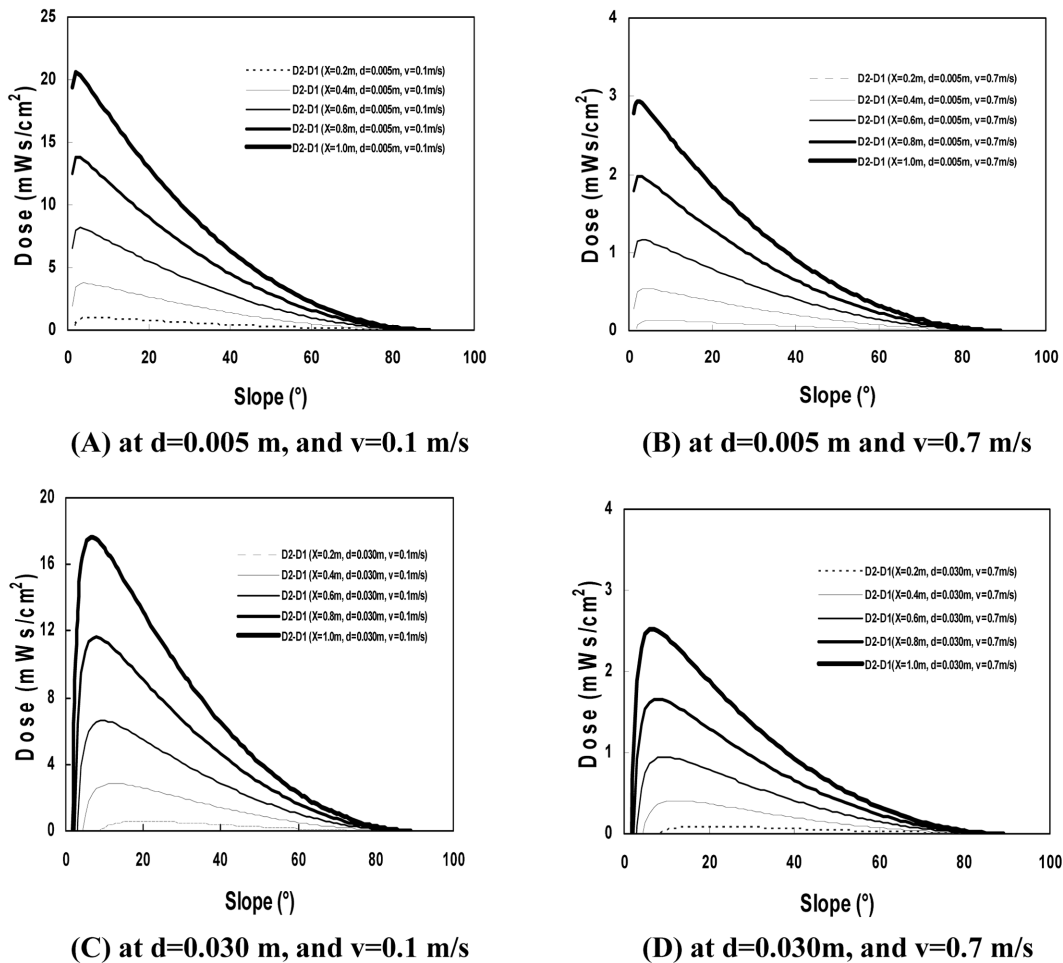 25
20
15
10
5
0
Dose (mWs/cm²)
D2-D1 (X=0.2m, d=0.005m, v=0.1m/s)
D2-D1 (X=0.4m, d=0.005m, v=0.1m/s)
D2-D1 (X=0.6m, d=0.005m, v=0.1m/s)
D2-D1 (X=0.8m, d=0.005m, v=0.1m/s)
D2-D1 (X=1.0m, d=0.005m, v=0.1m/s)
0 20 40 60 80 100
Slope (°)
(A) at d=0.005 m, and v=0.1 m/s
4
3
2
1
0
Dose (mWs/cm²)
D2-D1 (X=0.2m, d=0.005m, v=0.7m/s)
D2-D1 (X=0.4m, d=0.005m, v=0.7m/s)
D2-D1 (X=0.6m, d=0.005m, v=0.7m/s)
D2-D1 (X=0.8m, d=0.005m, v=0.7m/s)
D2-D1 (X=1.0m, d=0.005m, v=0.7m/s)
0 20 40 60 80 100
Slope (°)
(B) at d=0.005 m and v=0.7 m/s
20
16
12
8
4
0
Dose (mWs/cm²)
D2-D1 (X=0.2m, d=0.030m, v=0.1m/s)
D2-D1 (X=0.4m, d=0.030m, v=0.1m/s)
D2-D1 (X=0.6m, d=0.030m, v=0.1m/s)
D2-D1 (X=0.8m, d=0.030m, v=0.1m/s)
D2-D1 (X=1.0m, d=0.030m, v=0.1m/s)
0 20 40 60 80 100
Slope (°)
(C) at d=0.030 m, and v=0.1 m/s
4
3
2
1
0
Dose (mWs/cm²)
D2-D1(X=0.2m, d=0.030m, v=0.7m/s)
D2-D1(X=0.4m, d=0.030m, v=0.7m/s)
D2-D1(X=0.6m, d=0.030m, v=0.7m/s)
D2-D1(X=0.8m, d=0.030m, v=0.7m/s)
D2-D1(X=1.0m, d=0.030m, v=0.7m/s)
0 20 40 60 80 100
Slope (°)
(D) at d=0.030m, and v=0.7 m/s